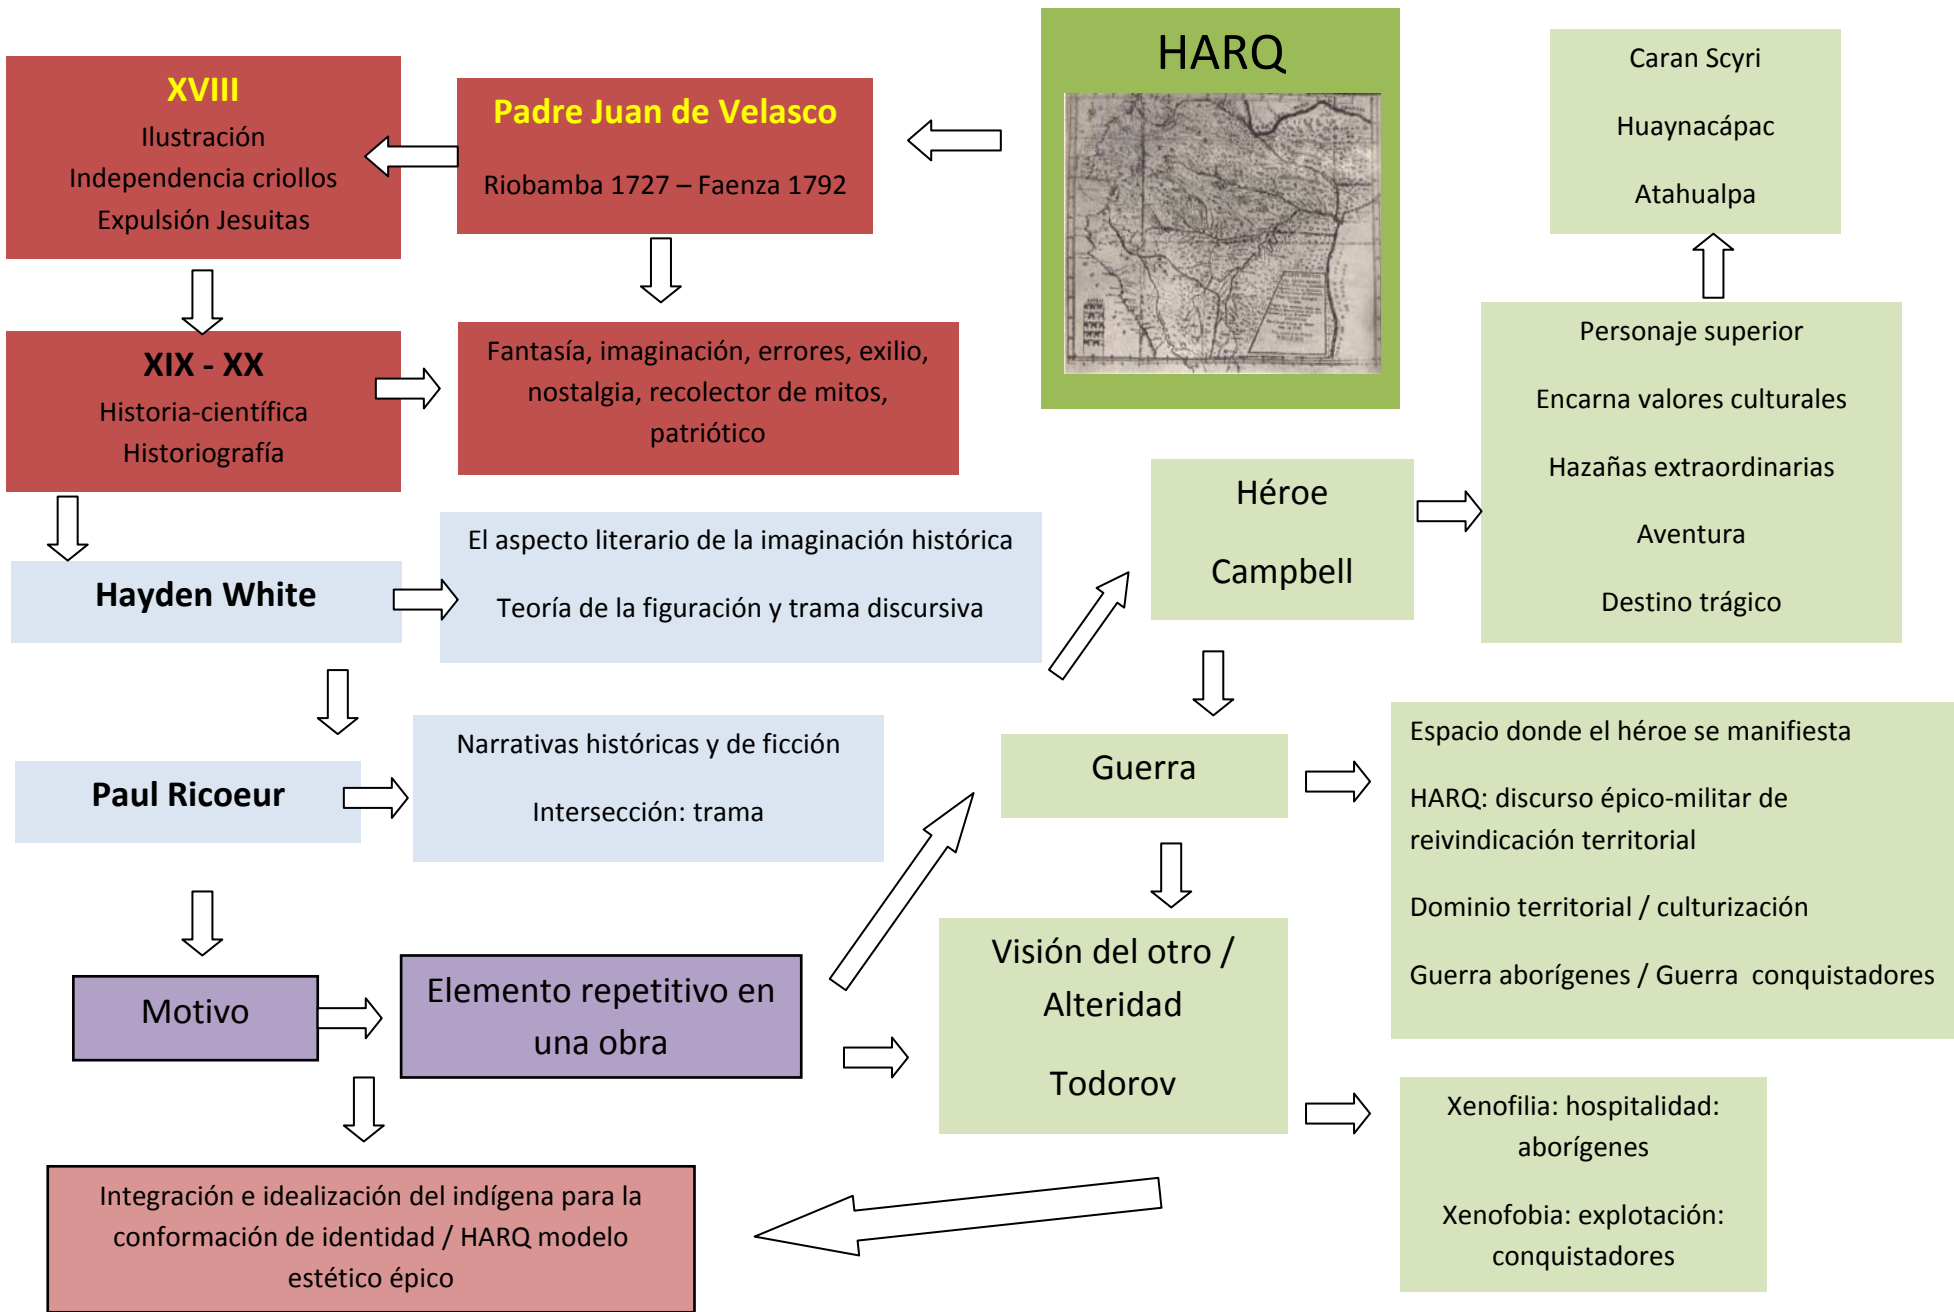 HARQ
XVIII
Ilustración
Independencia criollos
Expulsión Jesuitas
Padre Juan de Velasco
Riobamba 1727 – Faenza 1792
Caran Scyri
Huaynacápac
Atahualpa
XIX - XX
Historia-científica
Historiografía
Fantasía, imaginación, errores, exilio,
nostalgia, recolector de mitos,
patriótico
Personaje superior
Encarna valores culturales
Hazañas extraordinarias
Aventura
Destino trágico
Héroe
Campbell
Hayden White
El aspecto literario de la imaginación histórica
Teoría de la figuración y trama discursiva
Paul Ricoeur
Narrativas históricas y de ficción
Intersección: trama
Guerra
Espacio donde el héroe se manifiesta
HARQ: discurso épico-militar de
reivindicación territorial
Dominio territorial / culturización
Guerra aborígenes / Guerra conquistadores
Motivo
Elemento repetitivo en
una obra
Visión del otro /
Alteridad
Todorov
Xenofilia: hospitalidad:
aborígenes
Xenofobia: explotación:
conquistadores
Integración e idealización del indígena para la
conformación de identidad / HARQ modelo
estético épico